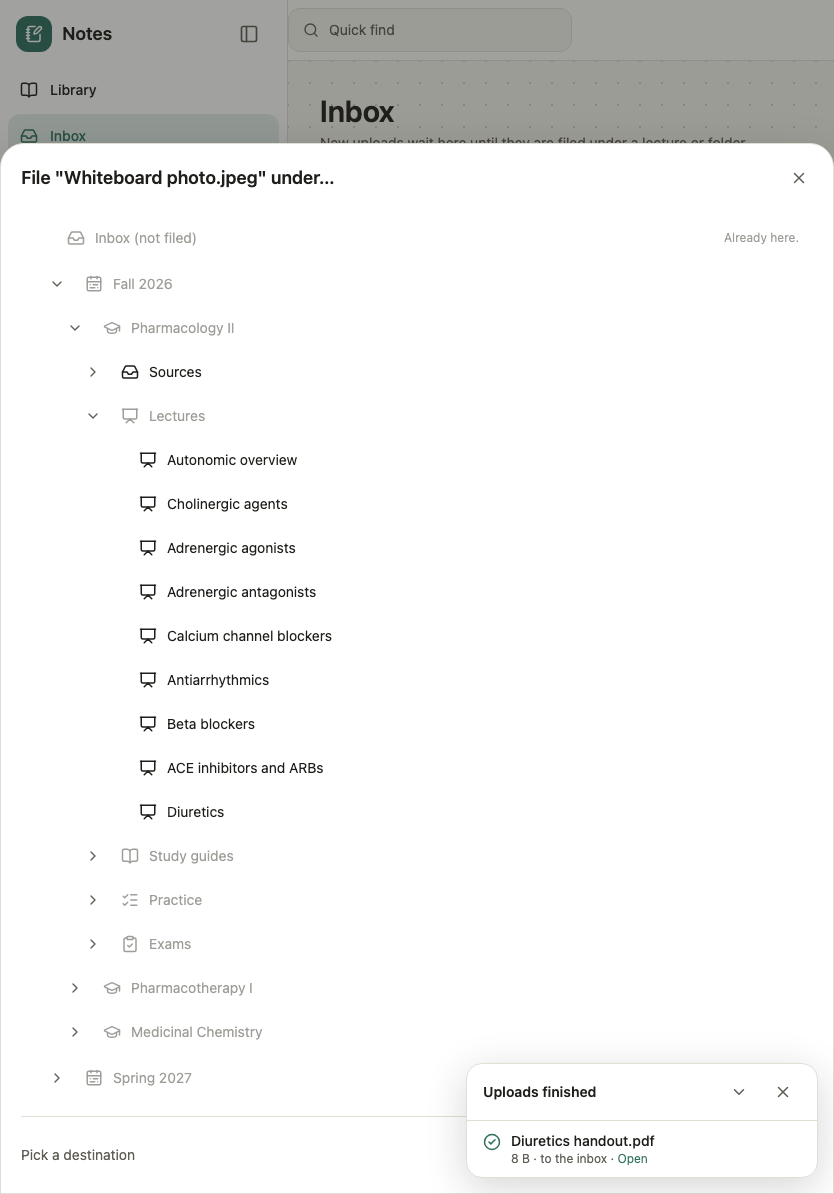 Notes
Quick find
Library
Inbox
Inbox
New uploads wait here until they are filed under a lecture or folder
File "Whiteboard photo.jpeg" under...
Inbox (not filed)
Already here.
Fall 2026
Pharmacology II
Sources
Lectures
Autonomic overview
Cholinergic agents
Adrenergic agonists
Adrenergic antagonists
Calcium channel blockers
Antiarrhythmics
Beta blockers
ACE inhibitors and ARBs
Diuretics
Study guides
Practice
Exams
Pharmacotherapy I
Medicinal Chemistry
Spring 2027
Pick a destination
Uploads finished
Diuretics handout.pdf
8 B · to the inbox · Open